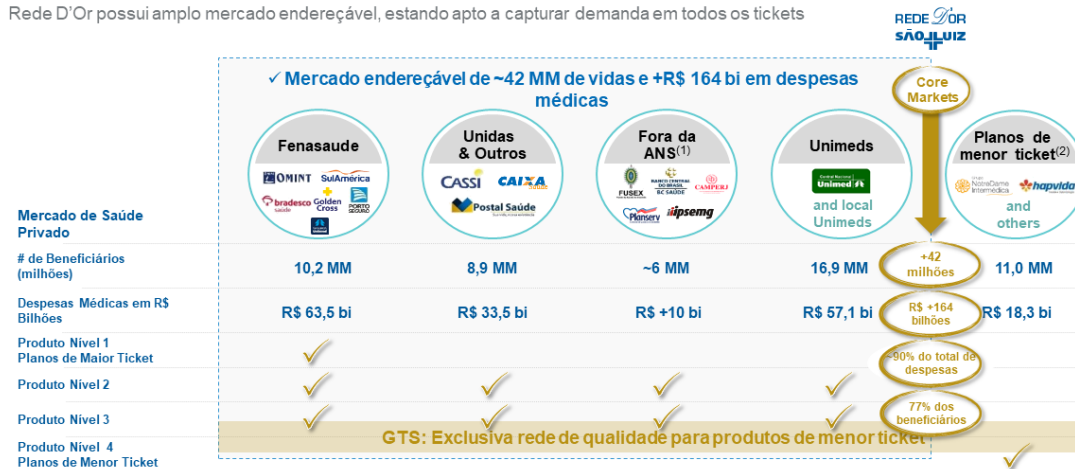 Rede D'Or possui amplo mercado endereçável, estando apto a capturar demanda em todos os tickets
REDE D'OR
SÃO LUIZ
✓ Mercado endereçável de ~42 MM de vidas e +R$ 164 bi em despesas
médicas
Core
Markets
Fenasaude
OMINT SulAmérica
bradesco saúde Golden Cross PORTO SEGURO
Unidas
& Outros
CASSI CAIXA
Postal Saúde
Fora da
ANS(1)
FUSEX BANCO CENTRAL DO BRASIL BC SAÚDE CAMPERJ
Planserv ipsemg
Unimeds
Central Nacional
Unimed
and local
Unimeds
Planos de
menor ticket(2)
NotreDame Intermédica hapvida
and
others
Mercado de Saúde
Privado
# de Beneficiários
(milhões)
10,2 MM 8,9 MM ~6 MM 16,9 MM +42 milhões 11,0 MM
Despesas Médicas em R$
Bilhões
R$ 63,5 bi R$ 33,5 bi R$ +10 bi R$ 57,1 bi R$ +164 bilhões R$ 18,3 bi
Produto Nível 1
Planos de Maior Ticket
~90% do total de
despesas
Produto Nível 2
Produto Nível 3
77% dos
beneficiários
GTS: Exclusiva rede de qualidade para produtos de menor ticket
Produto Nível 4
Planos de Menor Ticket